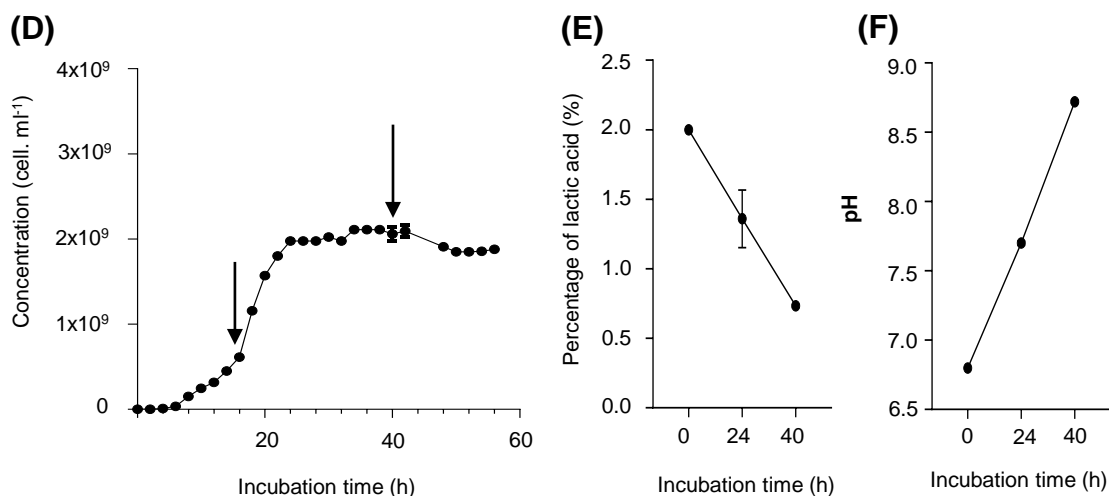 (D)
Concentration (cell. ml-1)
4x10⁹
3x10⁹
2x10⁹
1x10⁹
0
20
40
60
Incubation time (h)
(E)
Percentage of lactic acid (%)
2.5
2.0
1.5
1.0
0.5
0.0
0
24
40
Incubation time (h)
(F)
pH
9.0
8.5
8.0
7.5
7.0
6.5
0
24
40
Incubation time (h)